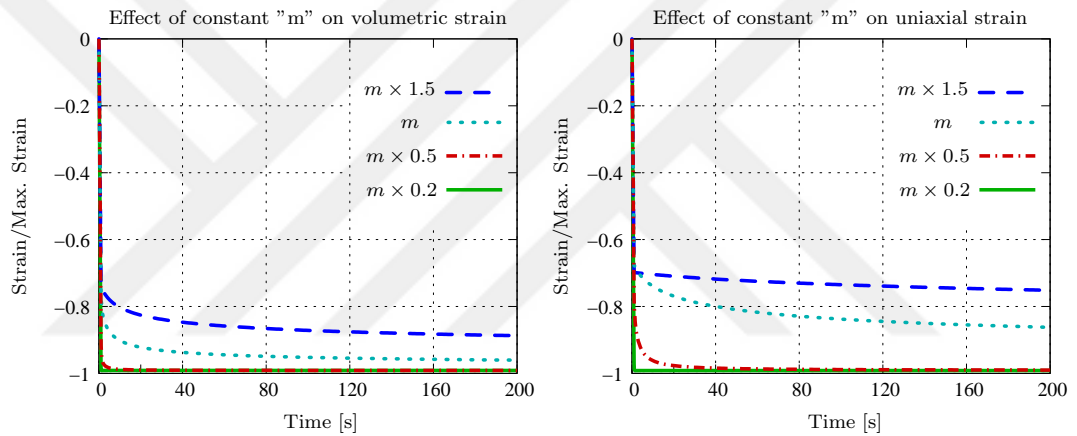 Effect of constant "m" on volumetric strain
0
−0.2
−0.4
−0.6
−0.8
−1
0
40
80
120
160
200
Strain/Max. Strain
Time [s]
m × 1.5
m
m × 0.5
m × 0.2
Effect of constant "m" on uniaxial strain
0
−0.2
−0.4
−0.6
−0.8
−1
0
40
80
120
160
200
Strain/Max. Strain
Time [s]
m × 1.5
m
m × 0.5
m × 0.2